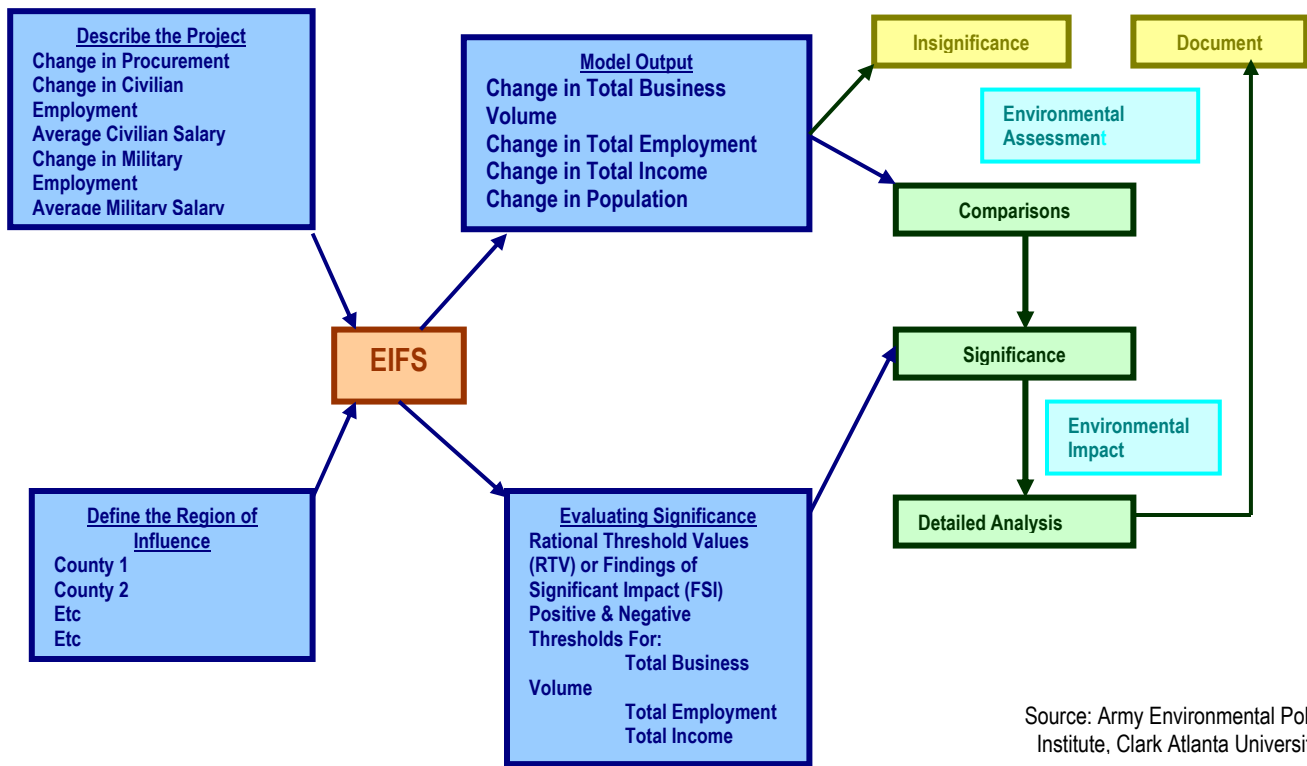 Describe the Project
Change in Procurement
Change in Civilian
Employment
Average Civilian Salary
Change in Military
Employment
Average Military Salary
Model Output
Change in Total Business
Volume
Change in Total Employment
Change in Total Income
Change in Population
Insignificance
Document
Environmental
Assessment
Comparisons
EIFS
Significance
Environmental
Impact
Define the Region of
Influence
County 1
County 2
Etc
Etc
Evaluating Significance
Rational Threshold Values
(RTV) or Findings of
Significant Impact (FSI)
Positive & Negative
Thresholds For:
Total Business
Volume
Total Employment
Total Income
Detailed Analysis
Source: Army Environmental Pol
Institute, Clark Atlanta Universit